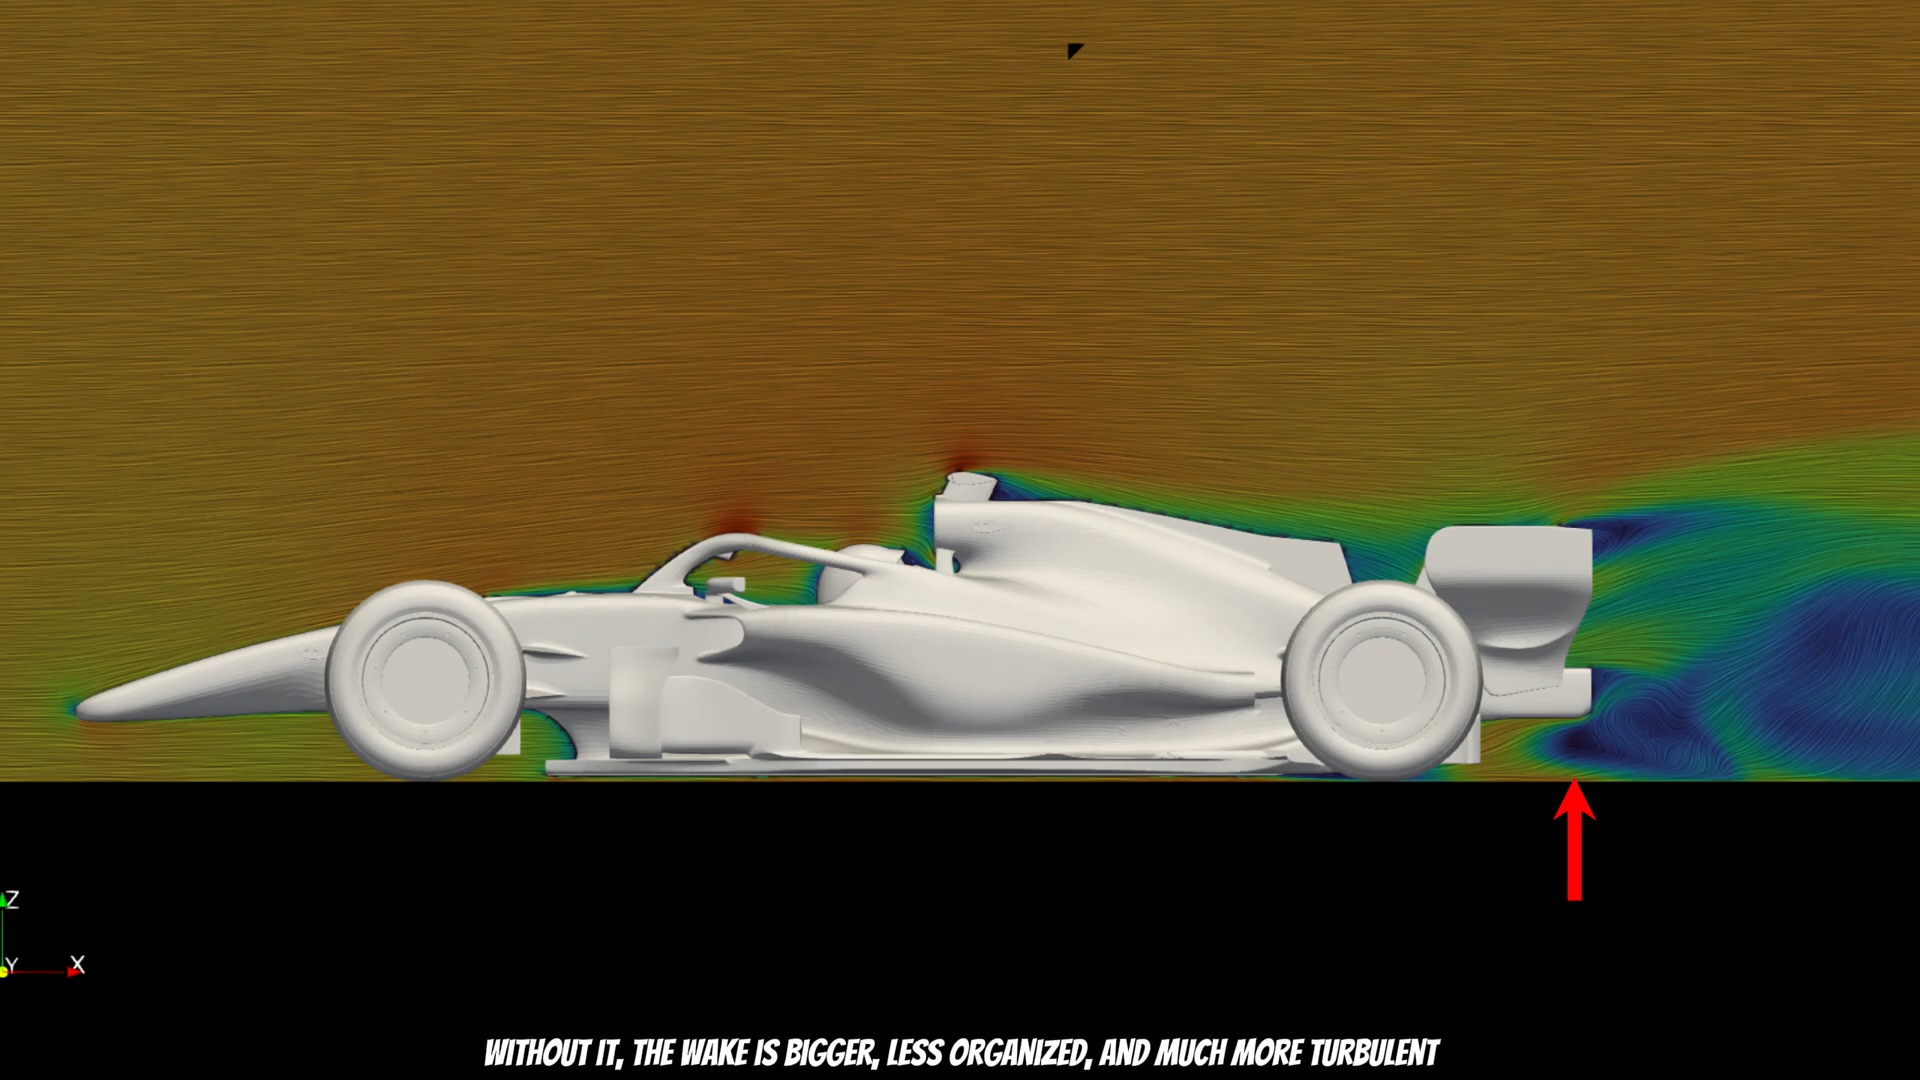 Z
Y
X
WITHOUT IT, THE WAKE IS BIGGER, LESS ORGANIZED, AND MUCH MORE TURBULENT